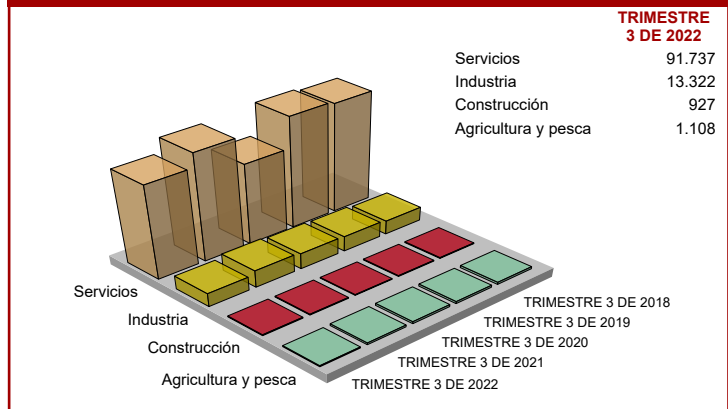 TRIMESTRE
3 DE 2022
Servicios 91.737
Industria 13.322
Construcción 927
Agricultura y pesca 1.108
Servicios
Industria
Construcción
Agricultura y pesca
TRIMESTRE 3 DE 2018
TRIMESTRE 3 DE 2019
TRIMESTRE 3 DE 2020
TRIMESTRE 3 DE 2021
TRIMESTRE 3 DE 2022